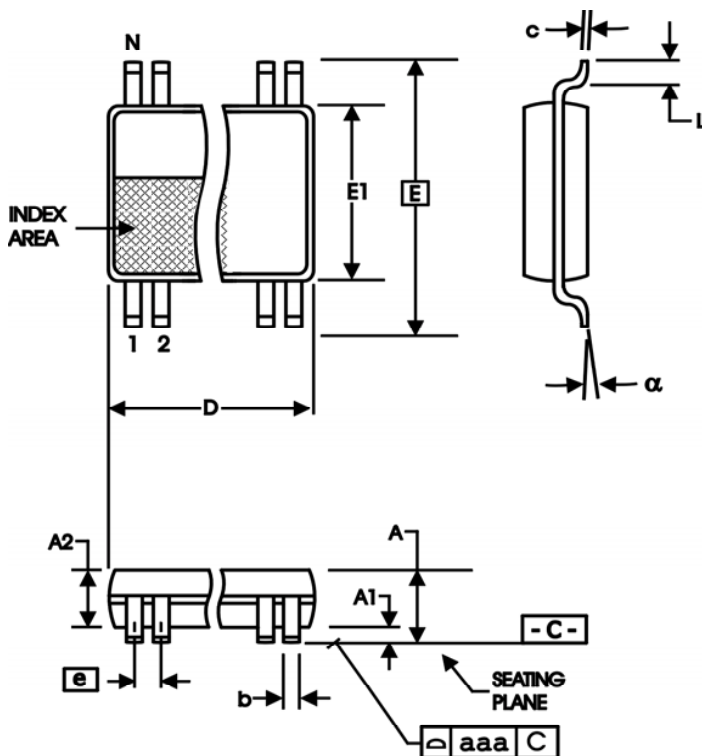 N
c
L
E1
E
INDEX
AREA
1 2
α
D
A2
A
A1
- C -
e
b
SEATING
PLANE
aaa C